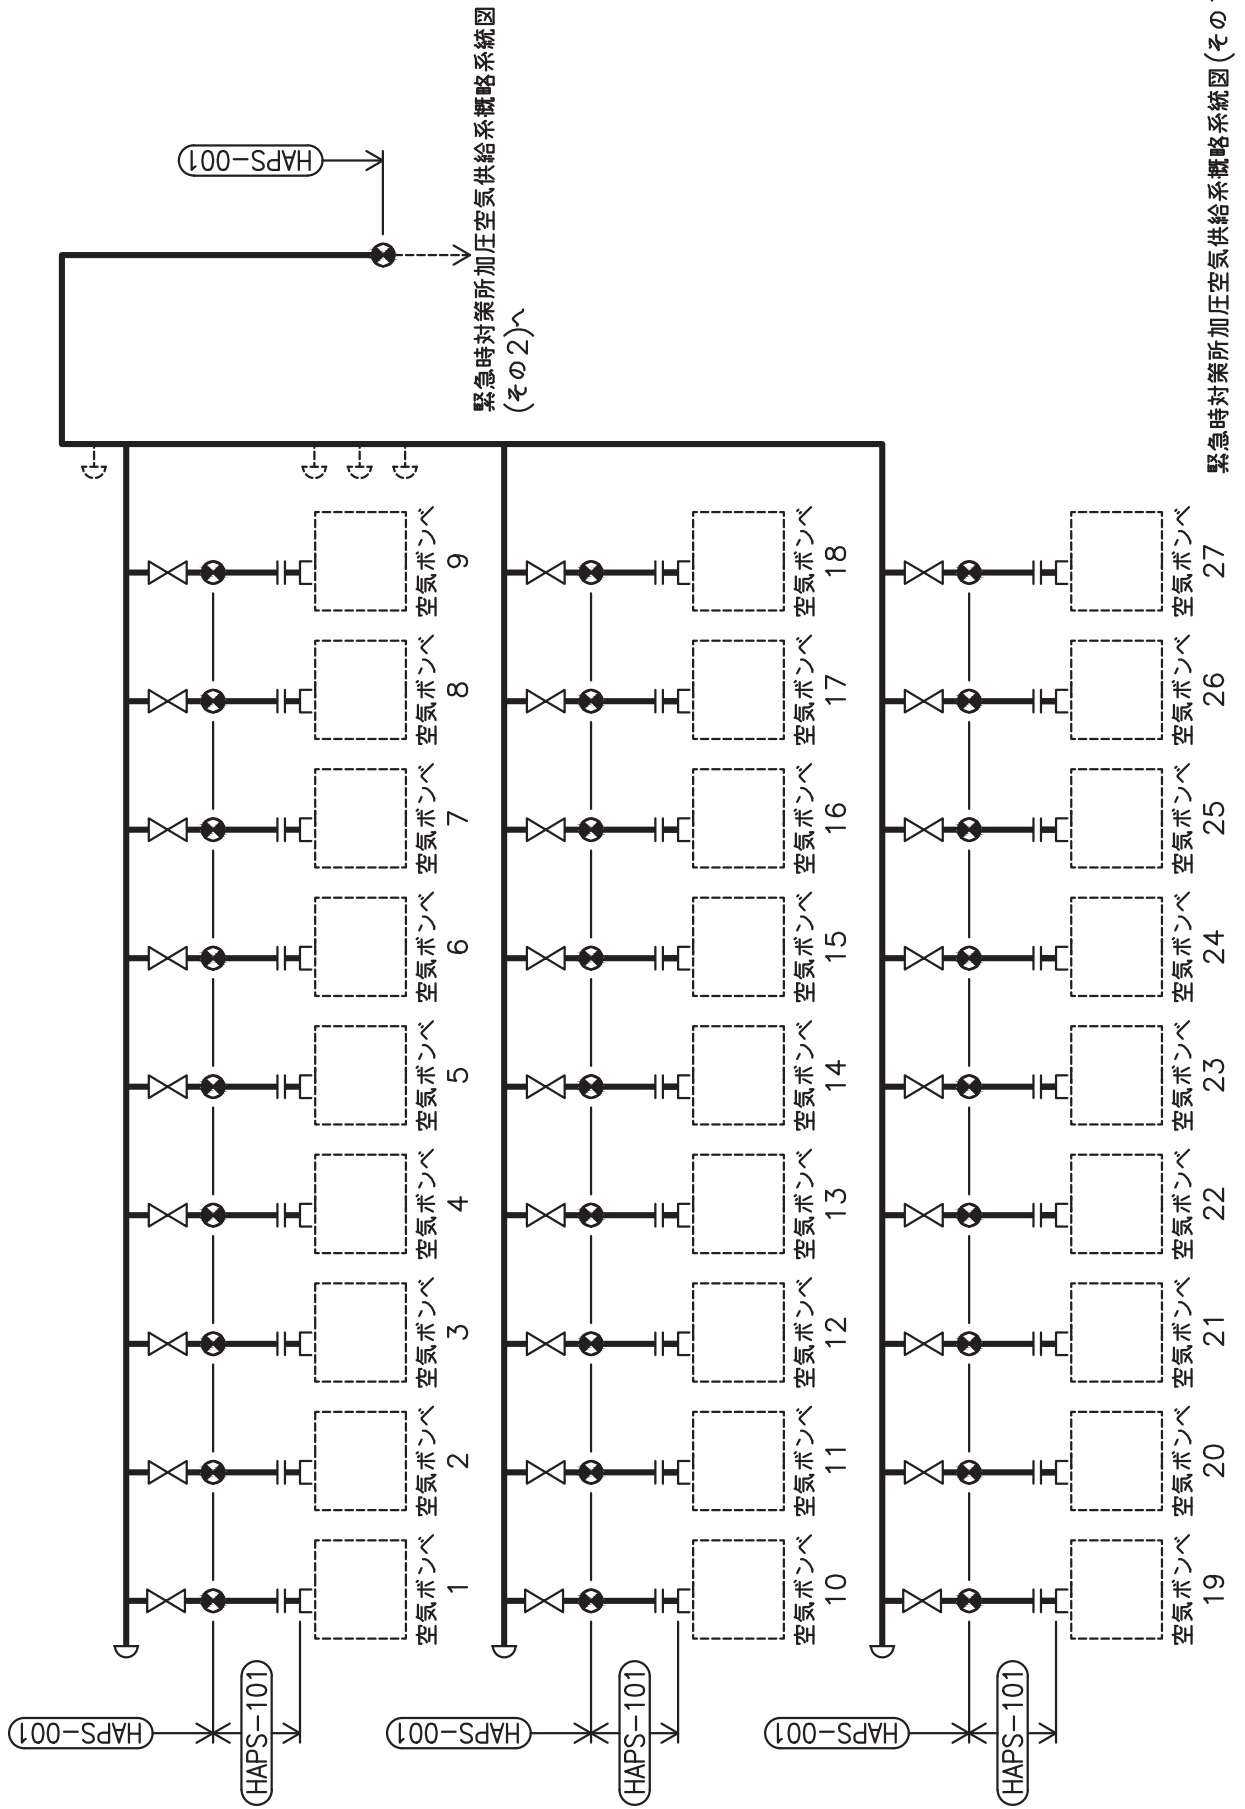 HAPS-001
緊急時対策所加圧空気供給系概略系統図
(その2)へ
HAPS-001
HAPS-101
空気ボンベ
1
空気ボンベ
2
空気ボンベ
3
空気ボンベ
4
空気ボンベ
5
空気ボンベ
6
空気ボンベ
7
空気ボンベ
8
空気ボンベ
9
HAPS-001
HAPS-101
空気ボンベ
10
空気ボンベ
11
空気ボンベ
12
空気ボンベ
13
空気ボンベ
14
空気ボンベ
15
空気ボンベ
16
空気ボンベ
17
空気ボンベ
18
HAPS-001
HAPS-101
空気ボンベ
19
空気ボンベ
20
空気ボンベ
21
空気ボンベ
22
空気ボンベ
23
空気ボンベ
24
空気ボンベ
25
空気ボンベ
26
空気ボンベ
27
緊急時対策所加圧空気供給系概略系統図(その